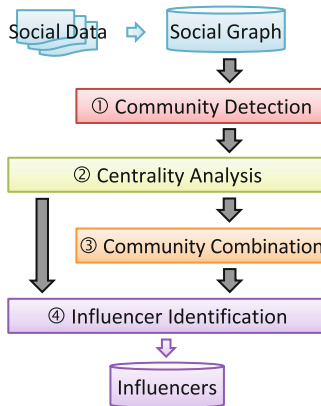 Social Data
Social Graph
① Community Detection
② Centrality Analysis
③ Community Combination
④ Influencer Identification
Influencers